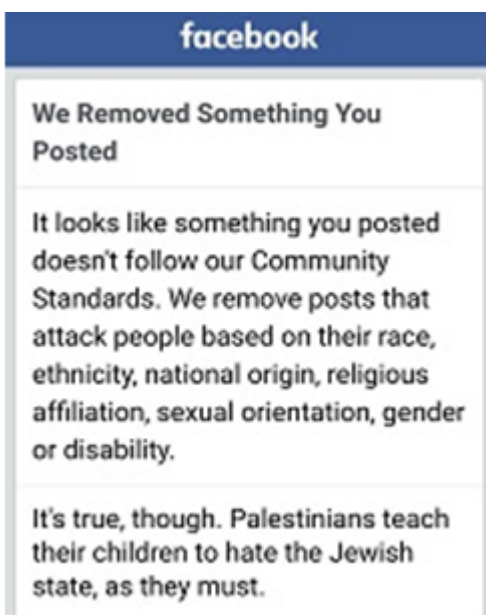 facebook
We Removed Something You
Posted
It looks like something you posted
doesn't follow our Community
Standards. We remove posts that
attack people based on their race,
ethnicity, national origin, religious
affiliation, sexual orientation, gender
or disability.
It's true, though. Palestinians teach
their children to hate the Jewish
state, as they must.